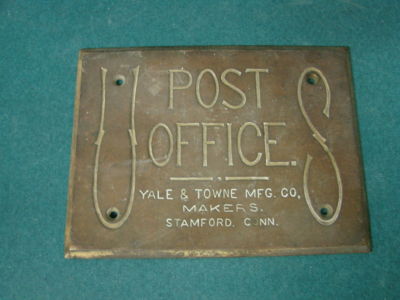 U POST S
OFFICE.
YALE & TOWNE MFG. CO,
MAKERS.
STAMFORD, CONN.